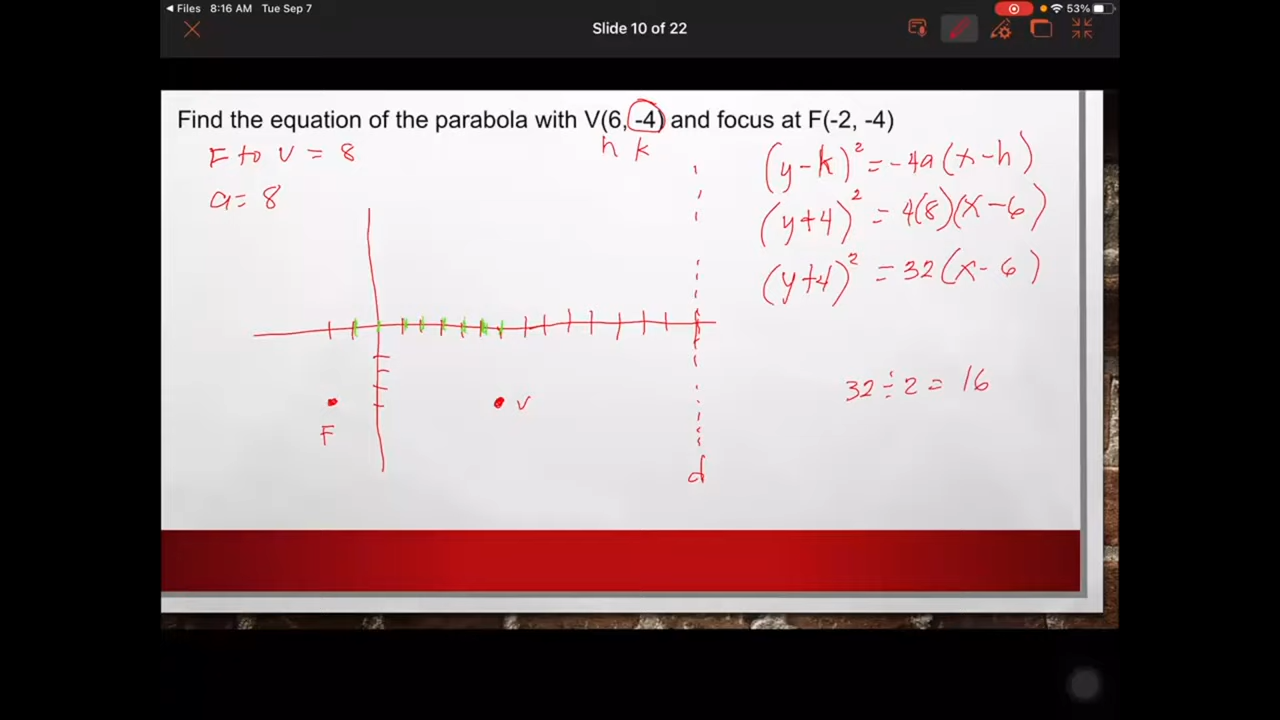 Files 8:16 AM Tue Sep 7 53%
Slide 10 of 22
Find the equation of the parabola with V(6, -4) and focus at F(-2, -4)
h k
F to V = 8
a = 8
(y-k)² = -4a(x-h)
(y+4)² = 4(8)(x-6)
(y+4)² = 32(x-6)
32 ÷ 2 = 16
F
V
d